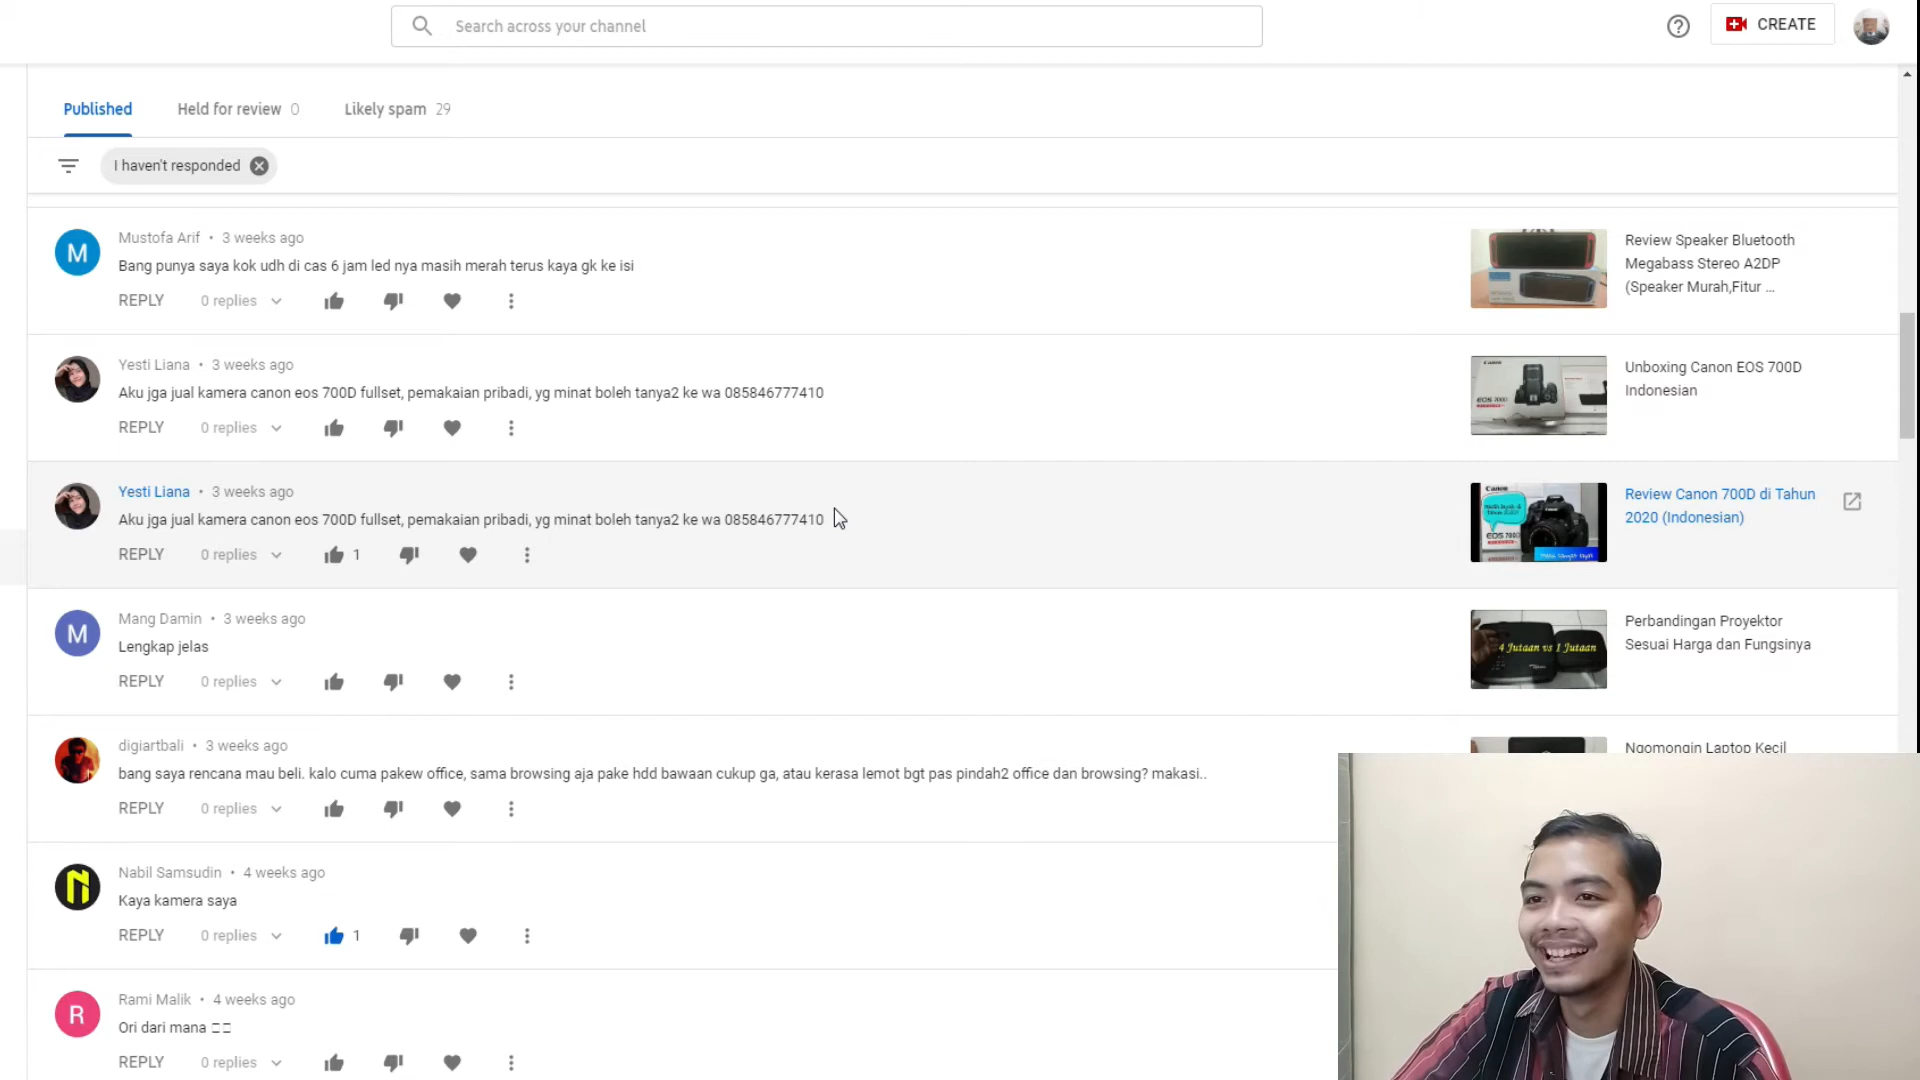 Search across your channel
CREATE
Published
Held for review 0
Likely spam 29
I haven't responded
Mustofa Arif • 3 weeks ago
Bang punya saya kok udh di cas 6 jam led nya masih merah terus kaya gk ke isi
REPLY 0 replies
Review Speaker Bluetooth
Megabass Stereo A2DP
(Speaker Murah,Fitur ...
M
Yesti Liana • 3 weeks ago
Aku jga jual kamera canon eos 700D fullset, pemakaian pribadi, yg minat boleh tanya2 ke wa 085846777410
REPLY 0 replies
Unboxing Canon EOS 700D
Indonesian
EOS 700D
Yesti Liana • 3 weeks ago
Aku jga jual kamera canon eos 700D fullset, pemakaian pribadi, yg minat boleh tanya2 ke wa 085846777410
REPLY 0 replies 1
Canon
EOS 700D
Review Canon 700D di Tahun
2020 (Indonesian)
M
Mang Damin • 3 weeks ago
Lengkap jelas
REPLY 0 replies
4 Jutaan vs 1 Jutaan
Perbandingan Proyektor
Sesuai Harga dan Fungsinya
digiartbali • 3 weeks ago
bang saya rencana mau beli. kalo cuma pakew office, sama browsing aja pake hdd bawaan cukup ga, atau kerasa lemot bgt pas pindah2 office dan browsing? makasi..
REPLY 0 replies
Ngomongin Laptop Kecil
N
Nabil Samsudin • 4 weeks ago
Kaya kamera saya
REPLY 0 replies 1
R
Rami Malik • 4 weeks ago
Ori dari mana
REPLY 0 replies